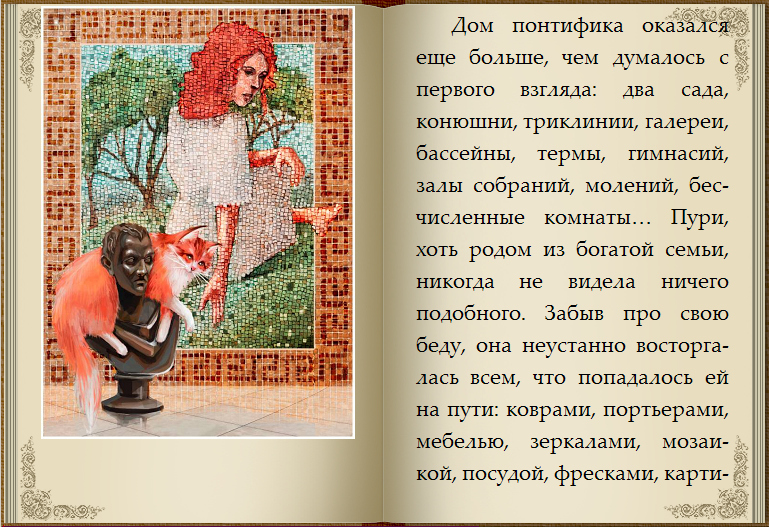 Дом понтифика оказался
еще больше, чем думалось с
первого взгляда: два сада,
конюшни, триклинии, галереи,
бассейны, термы, гимнасий,
залы собраний, молений, бес-
численные комнаты... Пури,
хоть родом из богатой семьи,
никогда не видела ничего
подобного. Забыв про свою
беду, она неустанно восторга-
лась всем, что попадалось ей
на пути: коврами, портьерами,
мебелью, зеркалами, мозаи-
кой, посудой, фресками, карти-